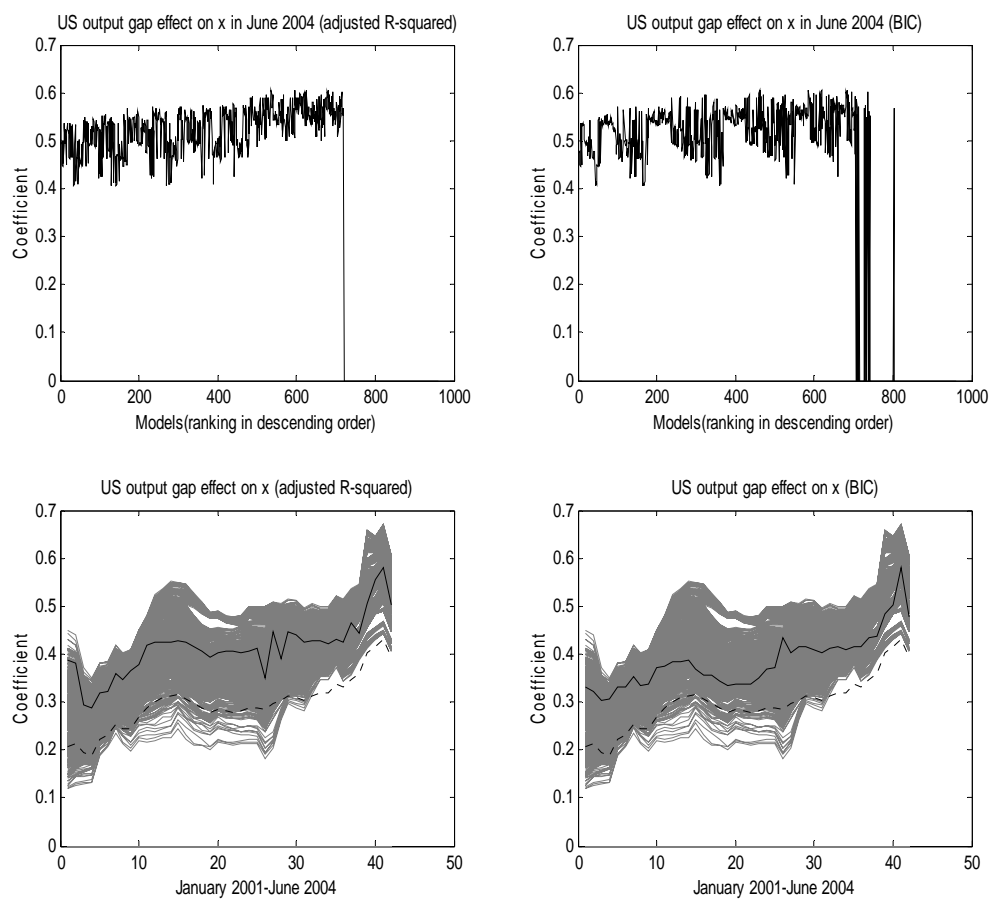 US output gap effect on x in June 2004 (adjusted R-squared)
0.7
0.6
0.5
0.4
0.3
0.2
0.1
0
Coefficient
0 200 400 600 800 1000
Models(ranking in descending order)
US output gap effect on x in June 2004 (BIC)
0.7
0.6
0.5
0.4
0.3
0.2
0.1
0
Coefficient
0 200 400 600 800 1000
Models(ranking in descending order)
US output gap effect on x (adjusted R-squared)
0.7
0.6
0.5
0.4
0.3
0.2
0.1
0
Coefficient
0 10 20 30 40 50
January 2001-June 2004
US output gap effect on x (BIC)
0.7
0.6
0.5
0.4
0.3
0.2
0.1
0
Coefficient
0 10 20 30 40 50
January 2001-June 2004